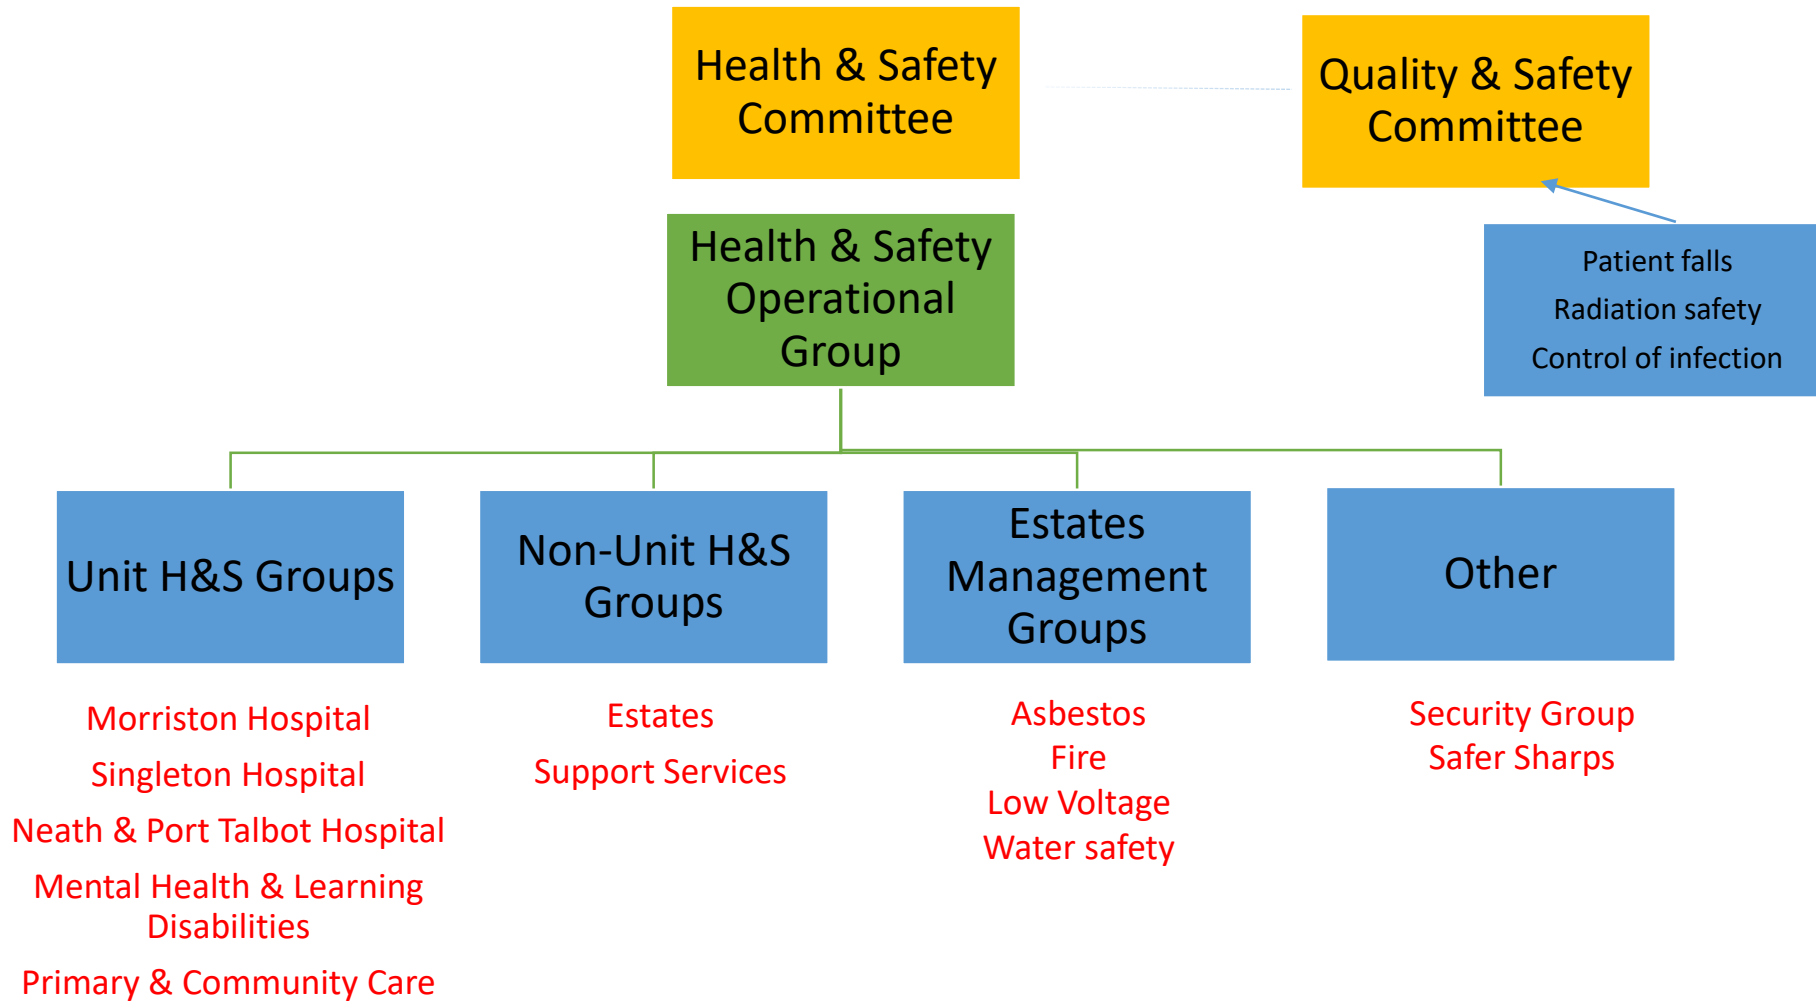 Health & Safety
Committee
Quality & Safety
Committee
Health & Safety
Operational
Group
Patient falls
Radiation safety
Control of infection
Unit H&S Groups
Non-Unit H&S
Groups
Estates
Management
Groups
Other
Morriston Hospital
Singleton Hospital
Neath & Port Talbot Hospital
Mental Health & Learning
Disabilities
Primary & Community Care
Estates
Support Services
Asbestos
Fire
Low Voltage
Water safety
Security Group
Safer Sharps